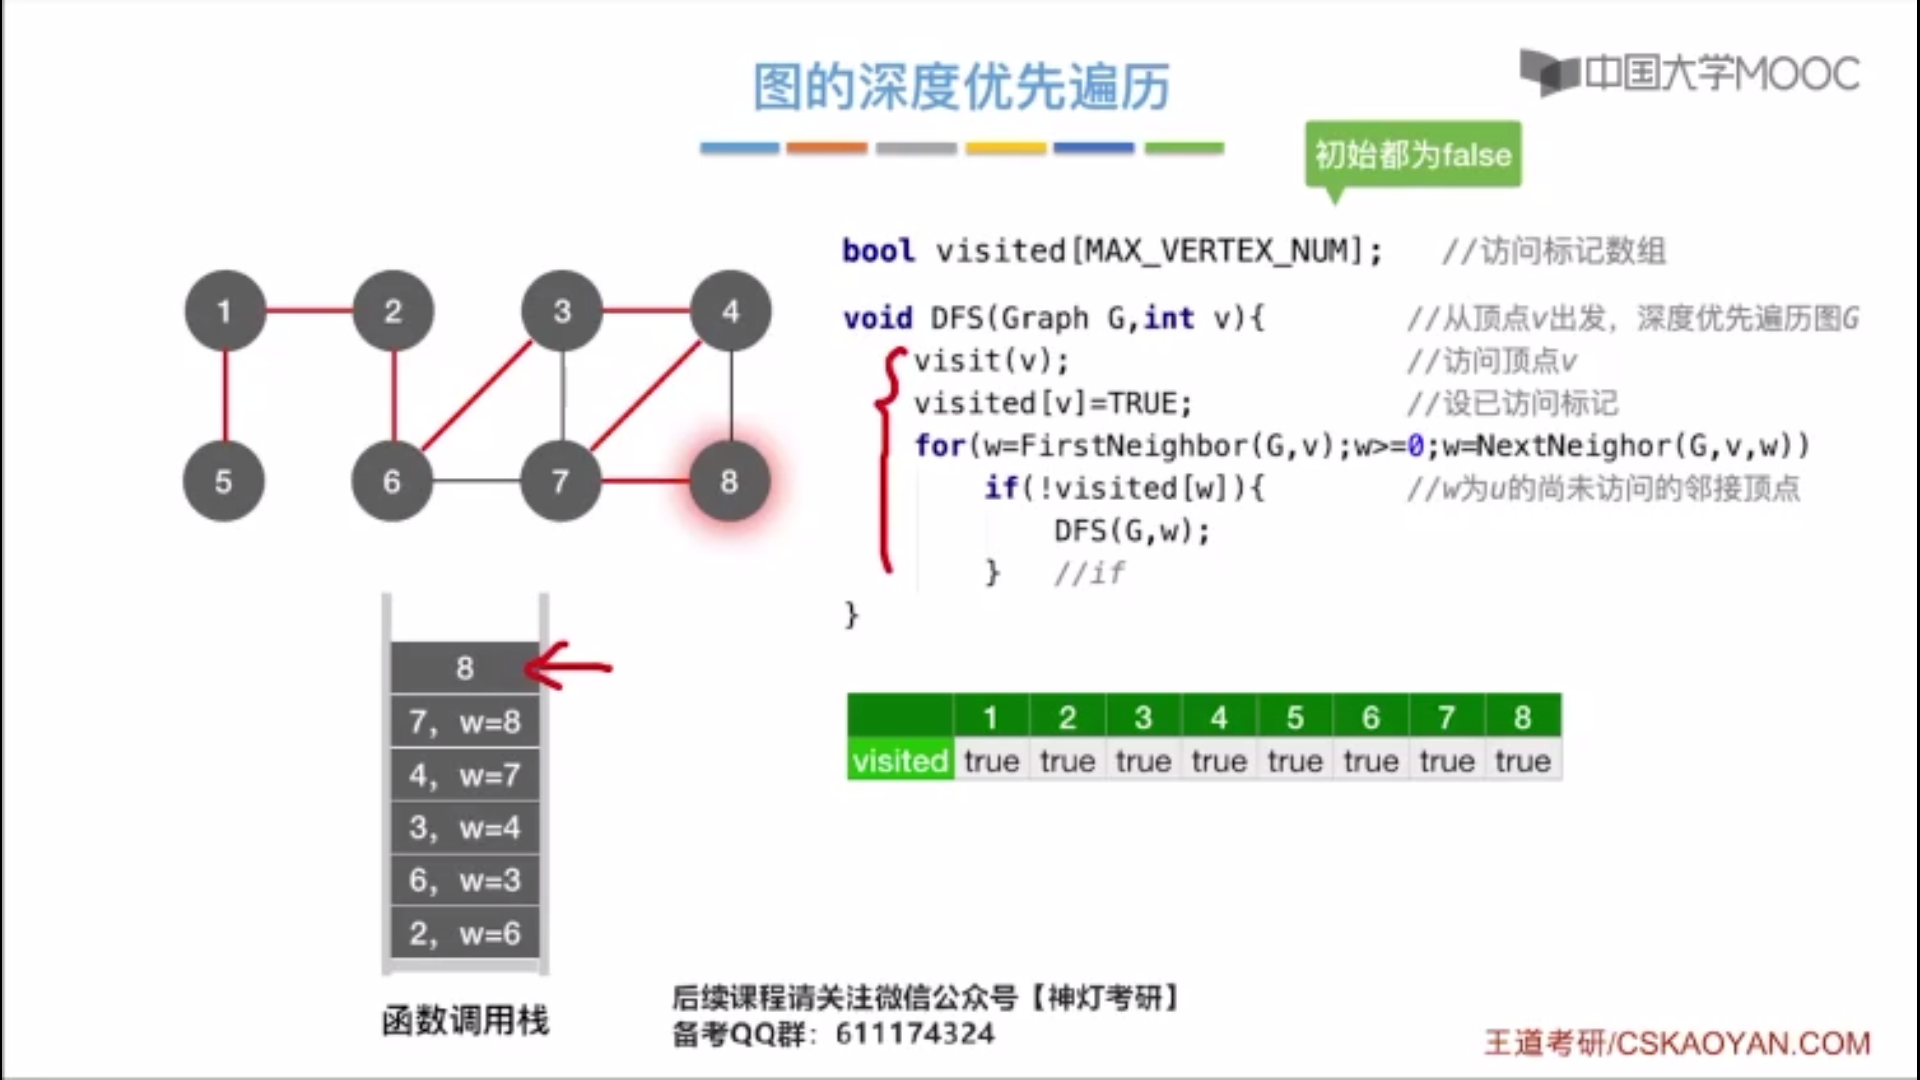 图的深度优先遍历
中国大学MOOC
初始都为false
bool visited[MAX_VERTEX_NUM]; //访问标记数组
void DFS(Graph G,int v){ //从顶点v出发，深度优先遍历图G
visit(v); //访问顶点v
visited[v]=TRUE; //设已访问标记
for(w=FirstNeighbor(G,v);w>=0;w=NextNeighor(G,v,w))
if(!visited[w]){ //w为u的尚未访问的邻接顶点
DFS(G,w);
} //if
}
1 2 3 4
5 6 7 8
8
7，w=8
4，w=7
3，w=4
6，w=3
2，w=6
函数调用栈
1 2 3 4 5 6 7 8
visited true true true true true true true true
后续课程请关注微信公众号【神灯考研】
备考QQ群：611174324
王道考研/CSKAOYAN.COM